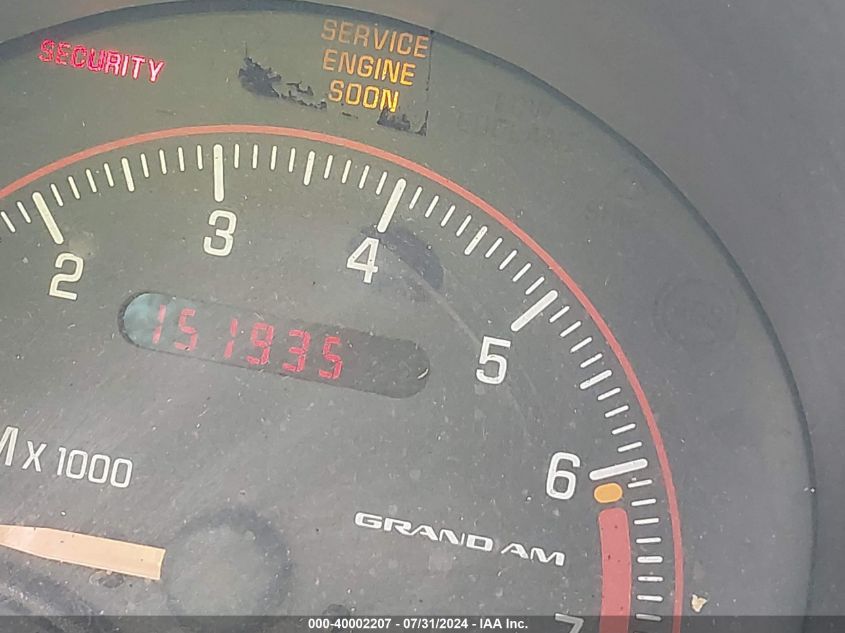 SECURITY
SERVICE
ENGINE
SOON
2
3
4
5
6
7
151935
X 1000
GRAND AM
000-40002207 - 07/31/2024 - IAA Inc.